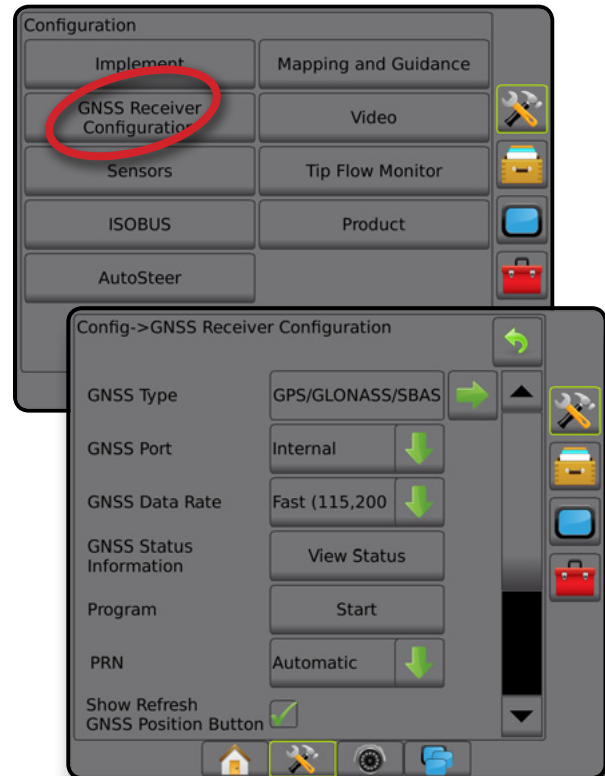 Configuration
Implement
Mapping and Guidance
GNSS Receiver
Configuration
Video
Sensors
Tip Flow Monitor
ISOBUS
Product
AutoSteer
Config->GNSS Receiver Configuration
GNSS Type
GPS/GLONASS/SBAS
GNSS Port
Internal
GNSS Data Rate
Fast (115,200
GNSS Status
Information
View Status
Program
Start
PRN
Automatic
Show Refresh
GNSS Position Button